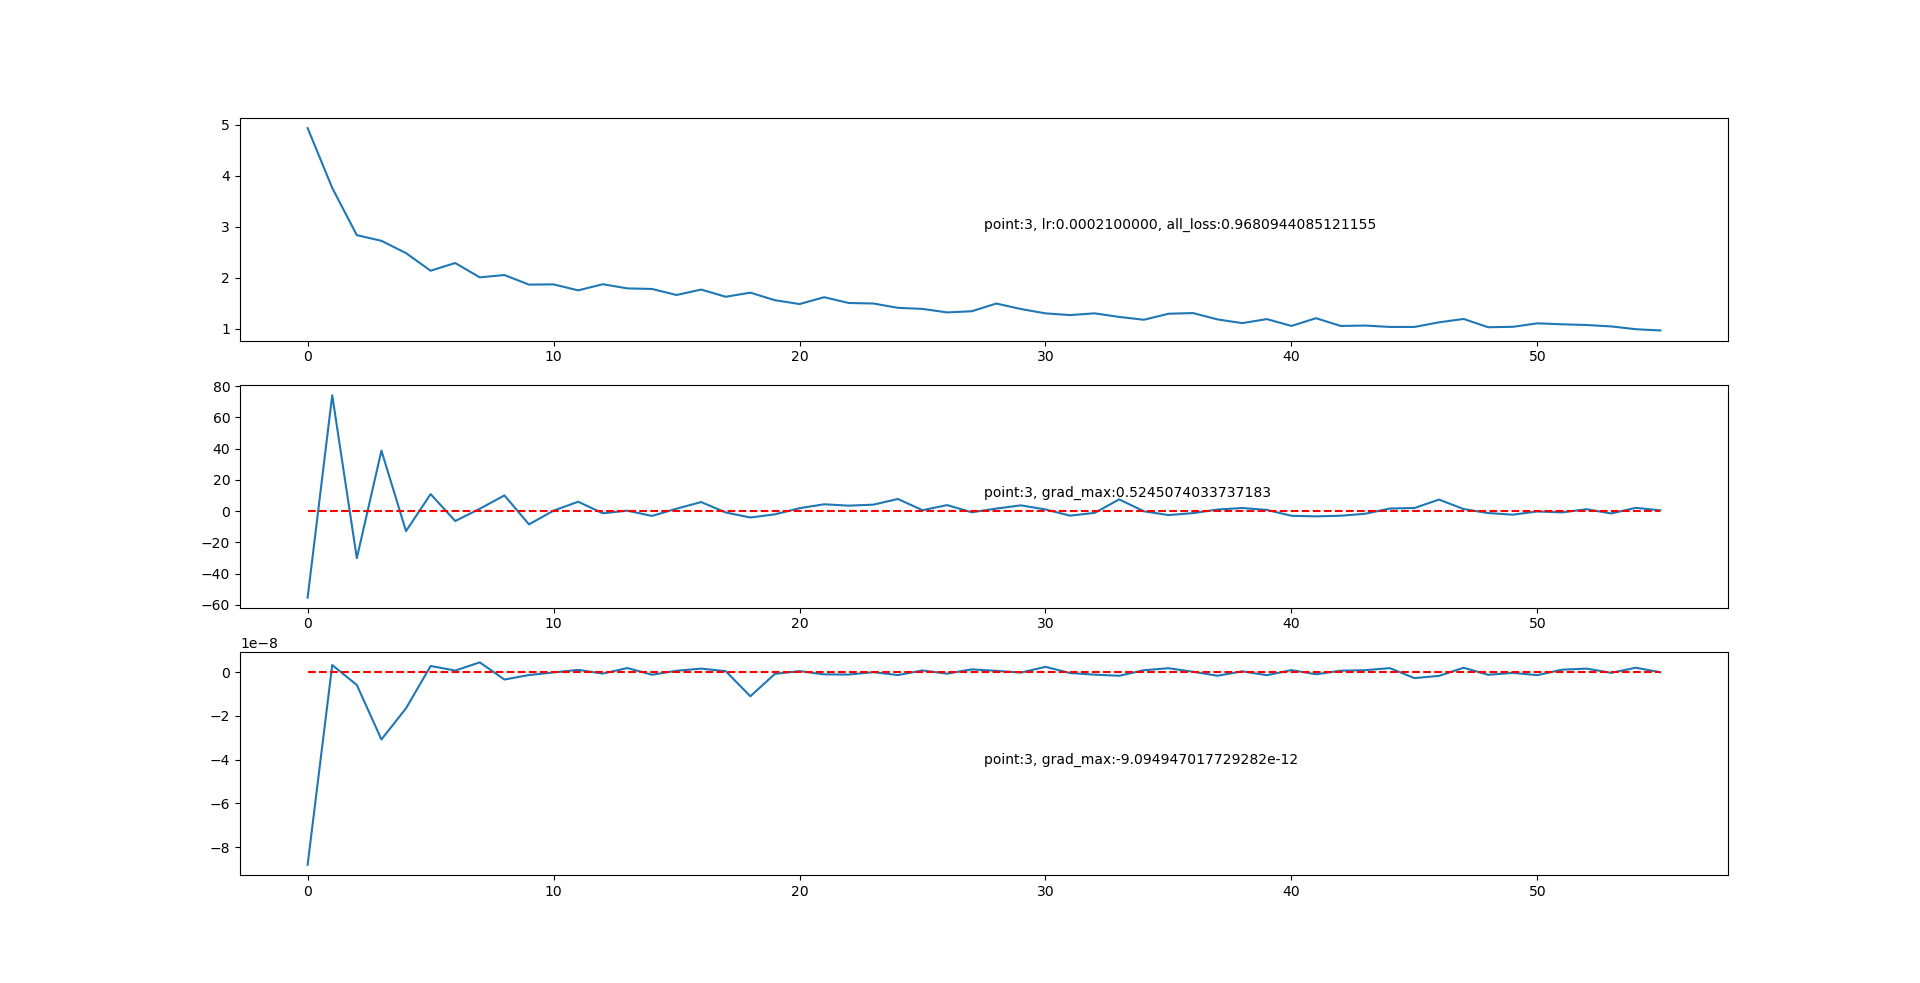 5
4
3
2
1
point:3, lr:0.0002100000, all_loss:0.9680944085121155
0 10 20 30 40 50
80
60
40
20
0
−20
−40
−60
point:3, grad_max:0.5245074033737183
0 10 20 30 40 50
1e−8
0
−2
−4
−6
−8
point:3, grad_max:-9.094947017729282e-12
0 10 20 30 40 50